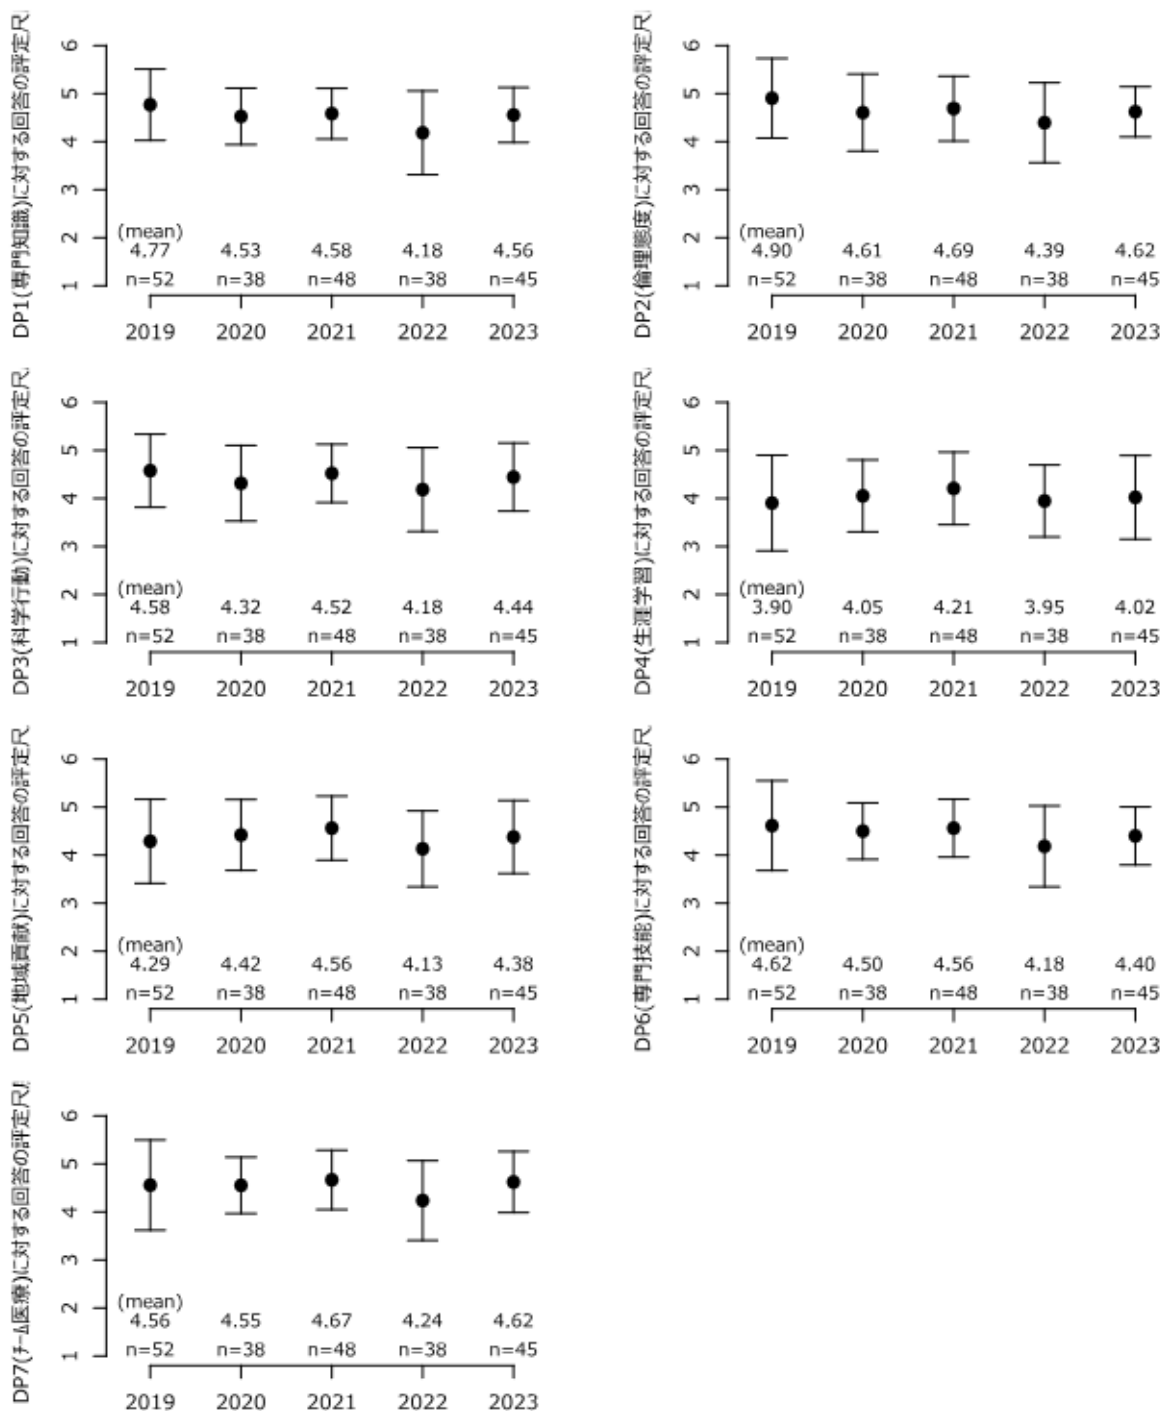 DP1(専門知識)に対する回答の評定尺
6
5
4
3
2
1
(mean)
4.77 4.53 4.58 4.18 4.56
n=52 n=38 n=48 n=38 n=45
2019 2020 2021 2022 2023
DP2(倫理態度)に対する回答の評定尺
6
5
4
3
2
1
(mean)
4.90 4.61 4.69 4.39 4.62
n=52 n=38 n=48 n=38 n=45
2019 2020 2021 2022 2023
DP3(科学行動)に対する回答の評定尺
6
5
4
3
2
1
(mean)
4.58 4.32 4.52 4.18 4.44
n=52 n=38 n=48 n=38 n=45
2019 2020 2021 2022 2023
DP4(生涯学習)に対する回答の評定尺
6
5
4
3
2
1
(mean)
3.90 4.05 4.21 3.95 4.02
n=52 n=38 n=48 n=38 n=45
2019 2020 2021 2022 2023
DP5(地域貢献)に対する回答の評定尺
6
5
4
3
2
1
(mean)
4.29 4.42 4.56 4.13 4.38
n=52 n=38 n=48 n=38 n=45
2019 2020 2021 2022 2023
DP6(専門技能)に対する回答の評定尺
6
5
4
3
2
1
(mean)
4.62 4.50 4.56 4.18 4.40
n=52 n=38 n=48 n=38 n=45
2019 2020 2021 2022 2023
DP7(ﾁｰﾑ医療)に対する回答の評定尺
6
5
4
3
2
1
(mean)
4.56 4.55 4.67 4.24 4.62
n=52 n=38 n=48 n=38 n=45
2019 2020 2021 2022 2023